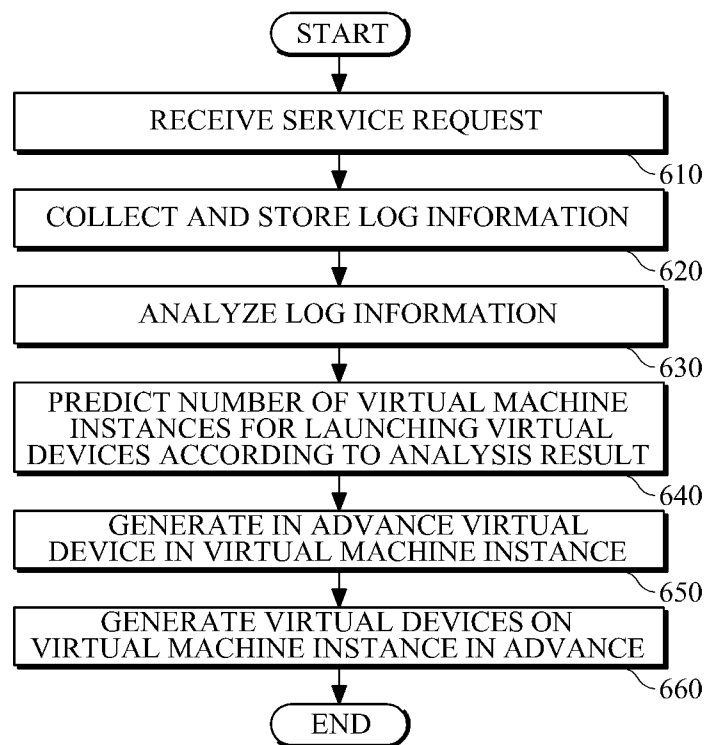 START
RECEIVE SERVICE REQUEST
610
COLLECT AND STORE LOG INFORMATION
620
ANALYZE LOG INFORMATION
630
PREDICT NUMBER OF VIRTUAL MACHINE
INSTANCES FOR LAUNCHING VIRTUAL
DEVICES ACCORDING TO ANALYSIS RESULT
640
GENERATE IN ADVANCE VIRTUAL
DEVICE IN VIRTUAL MACHINE INSTANCE
650
GENERATE VIRTUAL DEVICES ON
VIRTUAL MACHINE INSTANCE IN ADVANCE
660
END